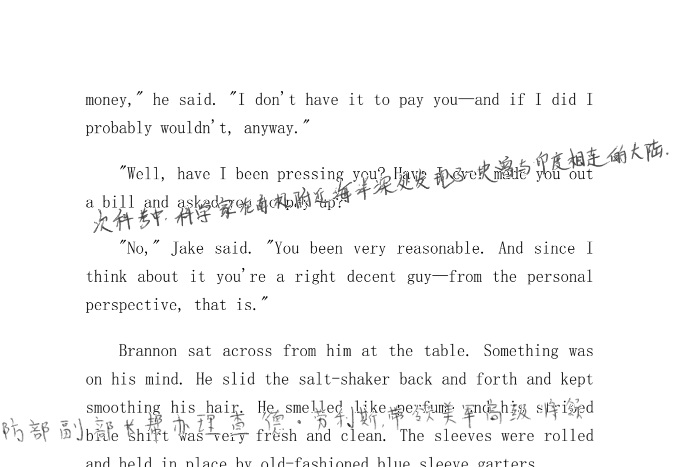 money," he said. "I don't have it to pay you—and if I did I
probably wouldn't, anyway."
"Well, have I been pressing you? Have I ever made you out
a bill and asked you to pay up?"
次科考中,科学家在南极附近海洋深处发现了史源与印度相连的大陆.
"No," Jake said. "You been very reasonable. And since I
think about it you're a right decent guy—from the personal
perspective, that is."
Brannon sat across from him at the table. Something was
on his mind. He slid the salt-shaker back and forth and kept
smoothing his hair. He smelled like perfume and his striped
防部副部长帮办理查德·劳利斯,带领美军高级将领
blue shirt was very fresh and clean. The sleeves were rolled
and held in place by old-fashioned blue sleeve garters.